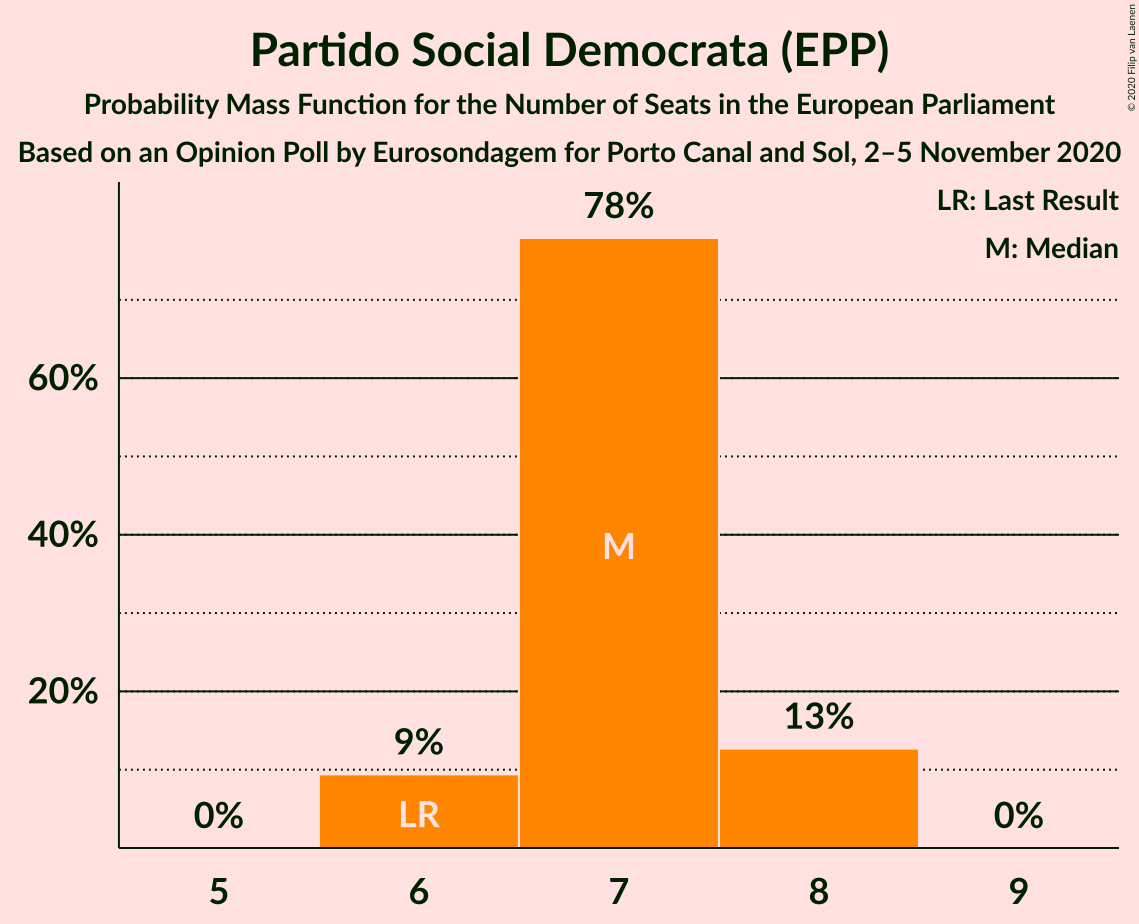 Partido Social Democrata (EPP)
Probability Mass Function for the Number of Seats in the European Parliament
Based on an Opinion Poll by Eurosondagem for Porto Canal and Sol, 2–5 November 2020
© 2020 Filip van Laenen
LR: Last Result
M: Median
78%
60%
40%
M
20%
13%
9%
0%
LR
0%
5 6 7 8 9